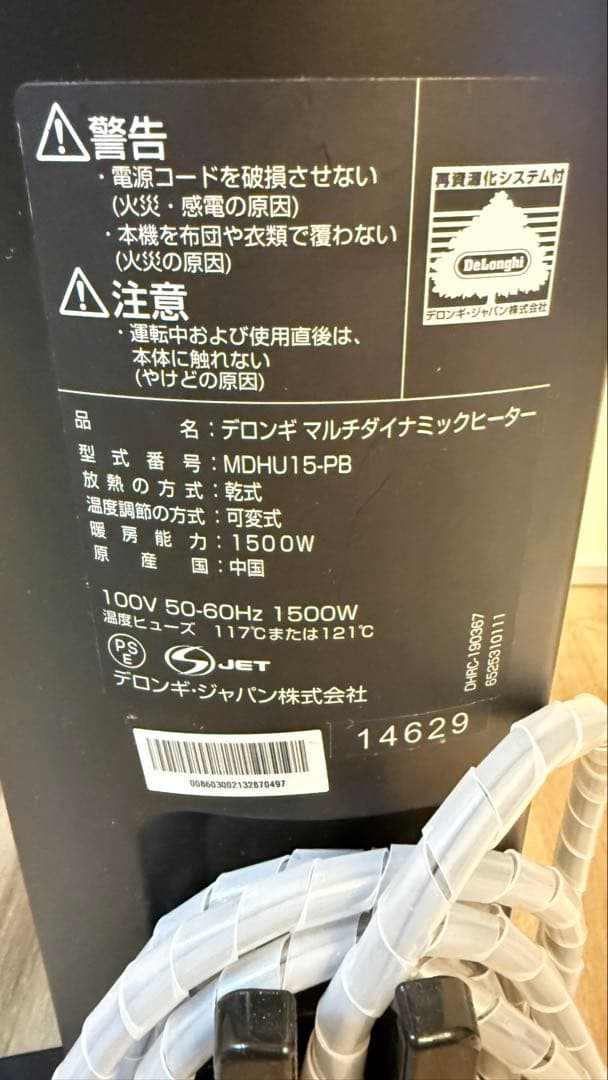 警告
・電源コードを破損させない
(火災・感電の原因)
・本機を布団や衣類で覆わない
(火災の原因)
注意
・運転中および使用直後は、
本体に触れない
(やけどの原因)
再資源化システム付
DeLonghi
デロンギ・ジャパン株式会社
品名：デロンギ マルチダイナミックヒーター
型式番号：MDHU15-PB
放熱の方式：乾式
温度調節の方式：可変式
暖房能力：1500W
原産国：中国
100V 50-60Hz 1500W
温度ヒューズ 117℃または121℃
PSE
JET
デロンギ・ジャパン株式会社
DHRC-190367
6525310111
14629
008603002132670497